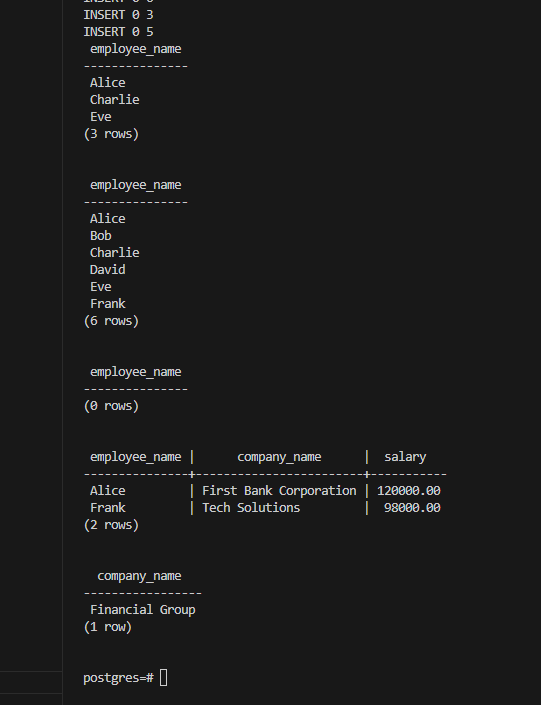 INSERT 0 3
INSERT 0 5
 employee_name
---------------
 Alice
 Charlie
 Eve
(3 rows)

 employee_name
---------------
 Alice
 Bob
 Charlie
 David
 Eve
 Frank
(6 rows)

 employee_name
---------------
(0 rows)

 employee_name |      company_name      |  salary
---------------+------------------------+-----------
 Alice         | First Bank Corporation | 120000.00
 Frank         | Tech Solutions         |  98000.00
(2 rows)

  company_name
-----------------
 Financial Group
(1 row)

postgres=#